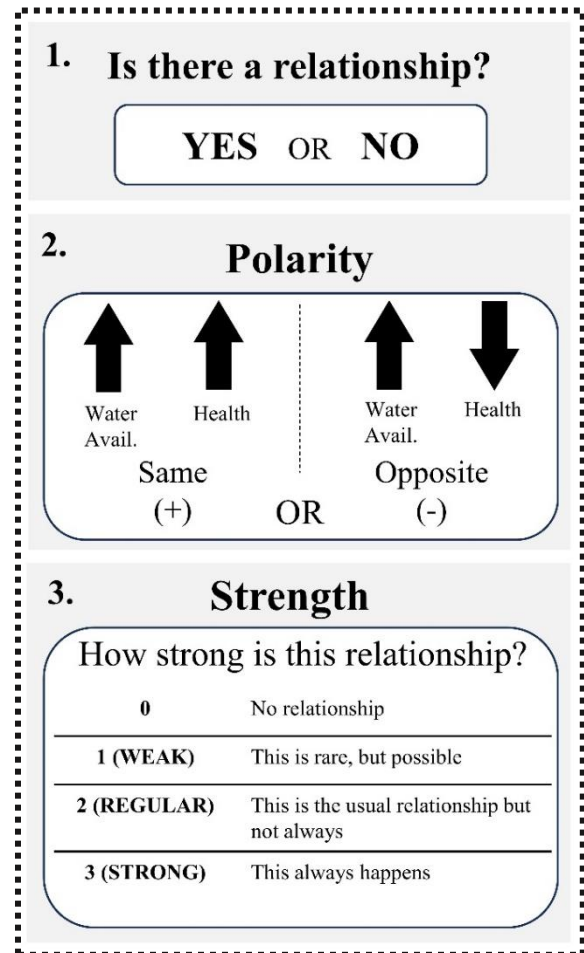 1. Is there a relationship?
YES OR NO
2. Polarity
Water Avail. Health
Water Avail. Health
Same (+) OR Opposite (-)
3. Strength
How strong is this relationship?
0 No relationship
1 (WEAK) This is rare, but possible
2 (REGULAR) This is the usual relationship but
not always
3 (STRONG) This always happens